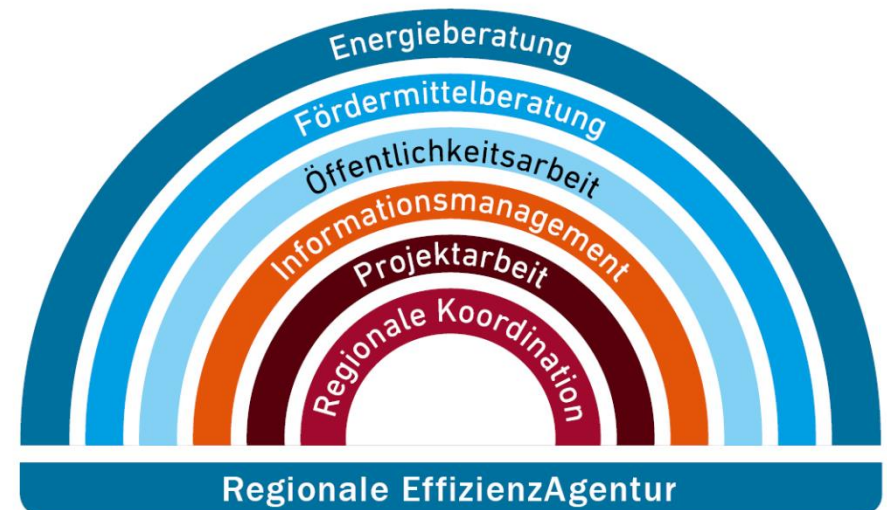 Energieberatung
Fördermittelberatung
Öffentlichkeitsarbeit
Informationsmanagement
Projektarbeit
Regionale Koordination
Regionale EffizienzAgentur